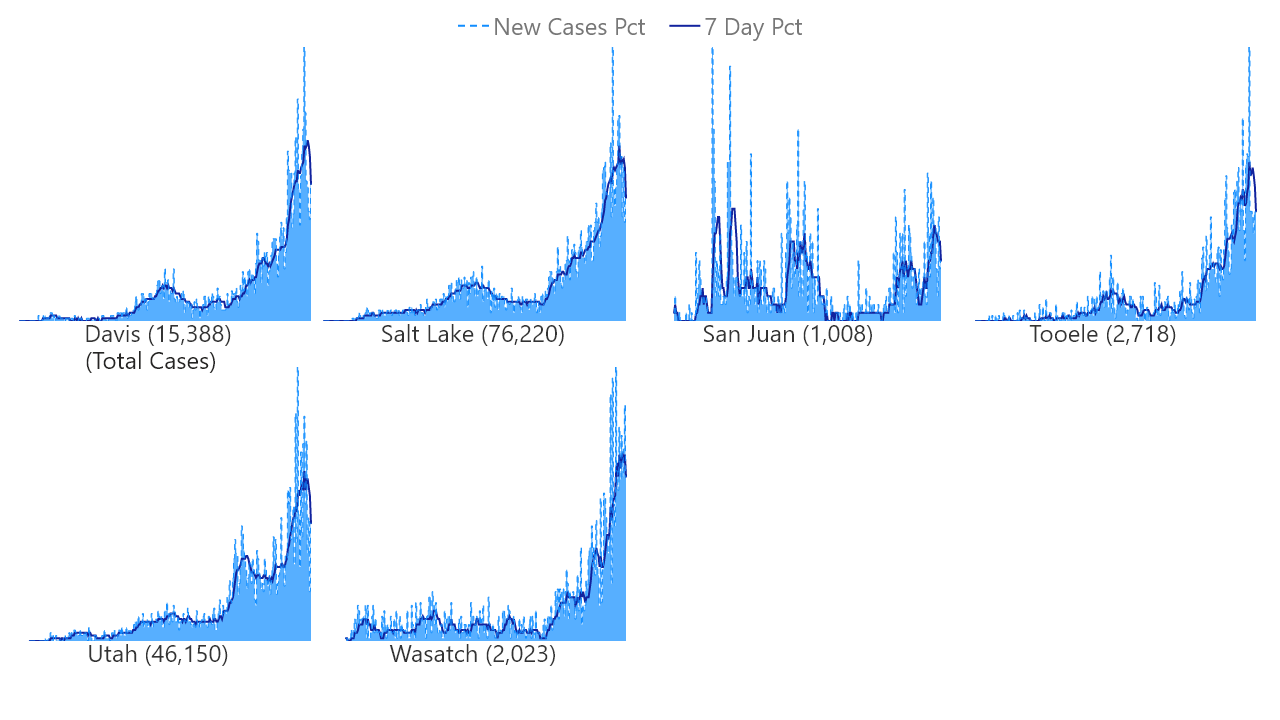 New Cases Pct 7 Day Pct
Davis (15,388)
(Total Cases)
Salt Lake (76,220)
San Juan (1,008)
Tooele (2,718)
Utah (46,150)
Wasatch (2,023)